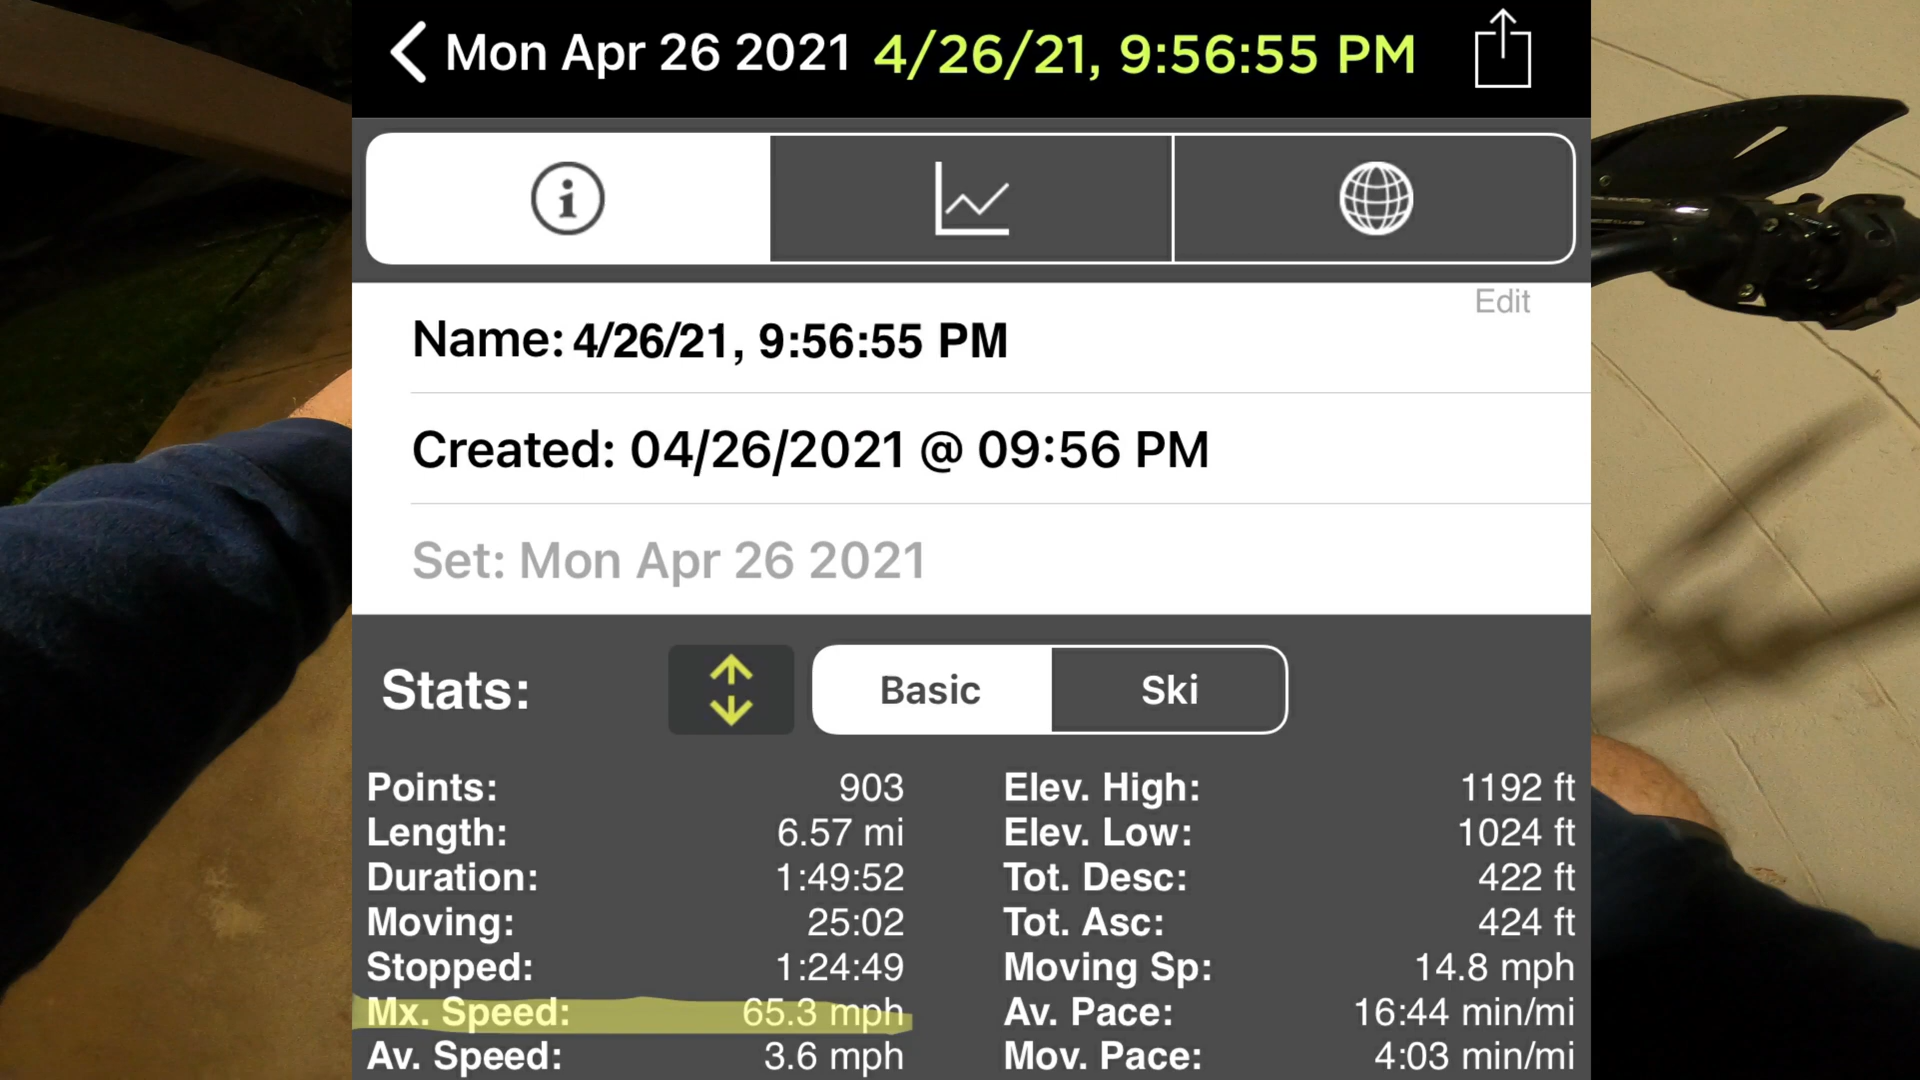 Mon Apr 26 2021 4/26/21, 9:56:55 PM
Edit
Name: 4/26/21, 9:56:55 PM
Created: 04/26/2021 @ 09:56 PM
Set: Mon Apr 26 2021
Stats: Basic Ski
Points: 903 Elev. High: 1192 ft
Length: 6.57 mi Elev. Low: 1024 ft
Duration: 1:49:52 Tot. Desc: 422 ft
Moving: 25:02 Tot. Asc: 424 ft
Stopped: 1:24:49 Moving Sp: 14.8 mph
Mx. Speed: 65.3 mph Av. Pace: 16:44 min/mi
Av. Speed: 3.6 mph Mov. Pace: 4:03 min/mi